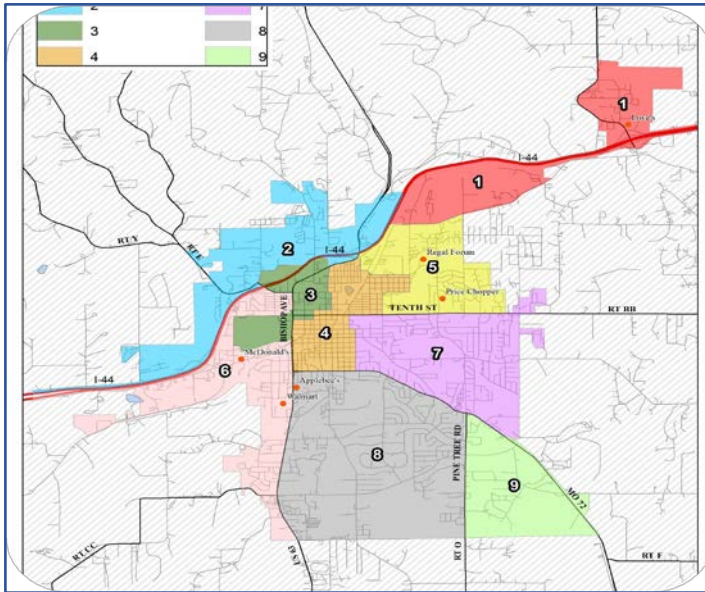 2
7
3
8
4
9
1
Love's
I-44
1
RT Y
RT E
2
I-44
Regal Forum
5
3
Price Chopper
BISHOP AVE
TENTH ST
RT BB
4
7
McDonald's
6
I-44
Applebee's
Walmart
8
PINE TREE RD
9
MO 72
RT CC
US 63
RT O
RT F